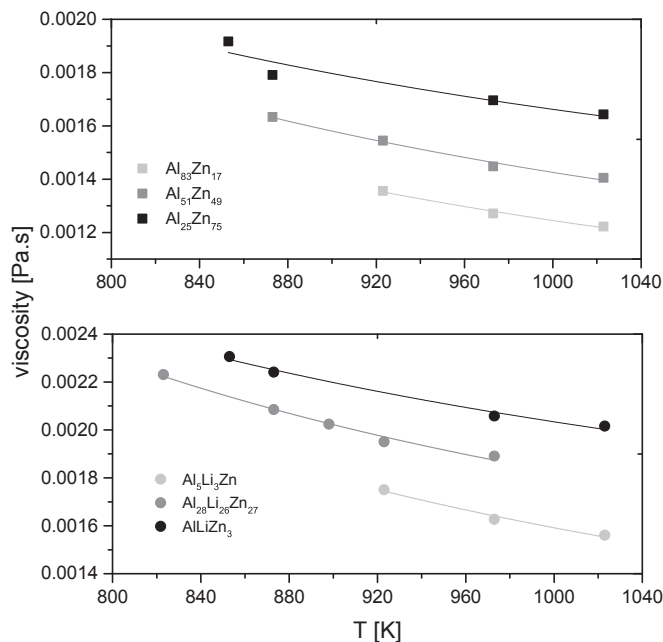 0.0020
0.0018
0.0016
0.0014
0.0012
Al₈₃Zn₁₇
Al₅₁Zn₄₉
Al₂₅Zn₇₅
800 840 880 920 960 1000 1040
viscosity [Pa.s]
0.0024
0.0022
0.0020
0.0018
0.0016
0.0014
Al₅Li₃Zn
Al₂₈Li₂₆Zn₂₇
AlLiZn₃
800 840 880 920 960 1000 1040
T [K]